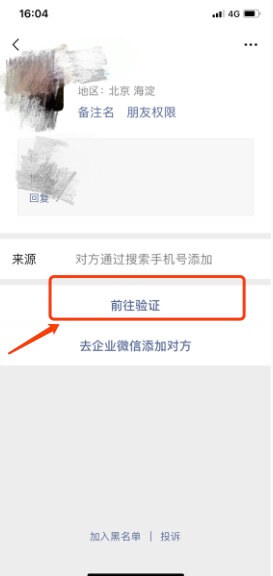 16:04
4G
地区：北京 海淀
备注名 朋友权限
回复
来源 对方通过搜索手机号添加
前往验证
去企业微信添加对方
加入黑名单 | 投诉